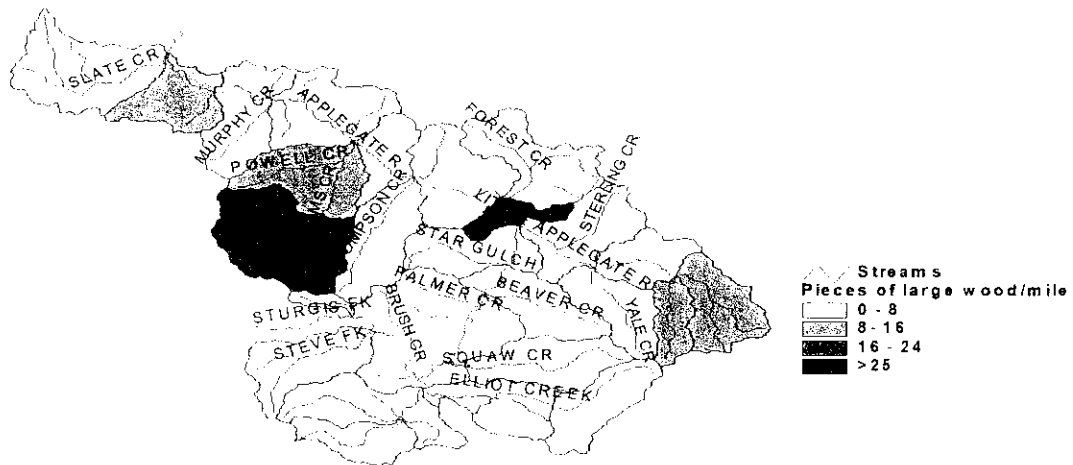 SLATE CR
MURPHY CR
APPLEGATE R
FOREST CR
POWELL CR
STERLING CR
STAR GULCH
APPLEGATE R
PALMER CR
BEAVER CR
STURGIS FK
BRUSH CR
YALE CR
STEVE FK
SQUAW CR
ELLIOT CREEK
Streams
Pieces of large wood/mile
0 - 8
8 - 16
16 - 24
>25